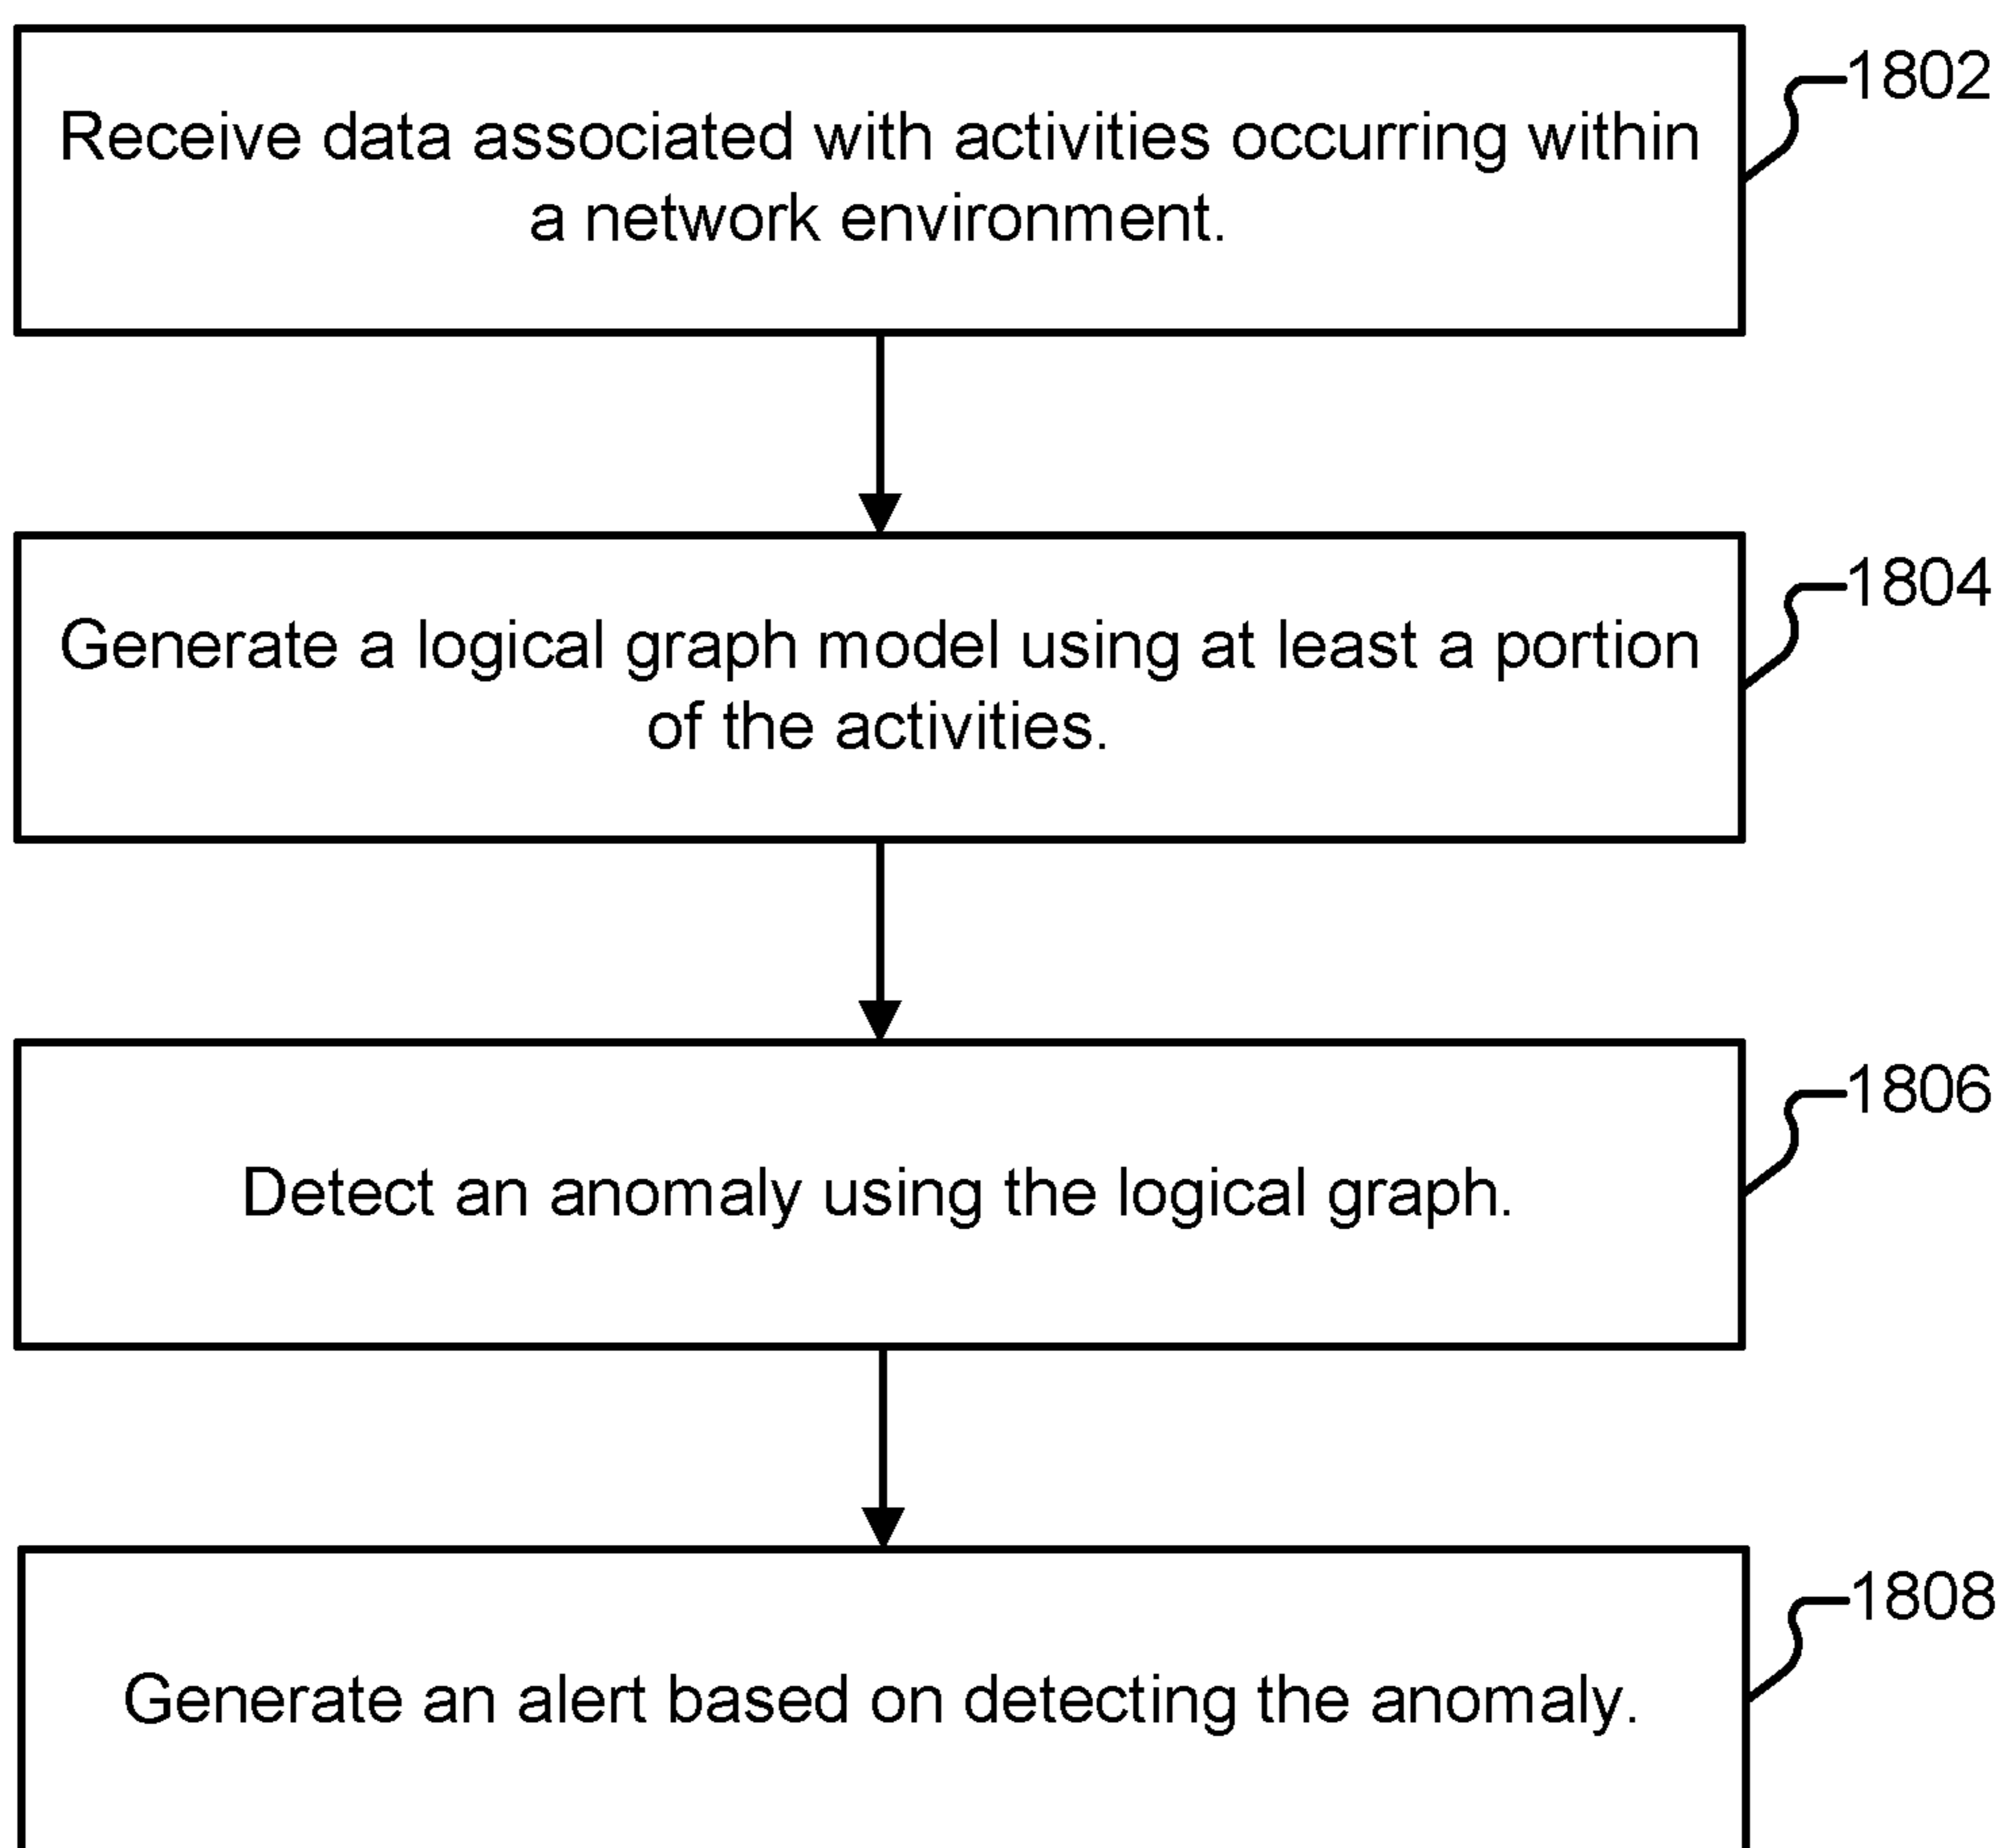 1802
Receive data associated with activities occurring within
a network environment.
1804
Generate a logical graph model using at least a portion
of the activities.
1806
Detect an anomaly using the logical graph.
1808
Generate an alert based on detecting the anomaly.